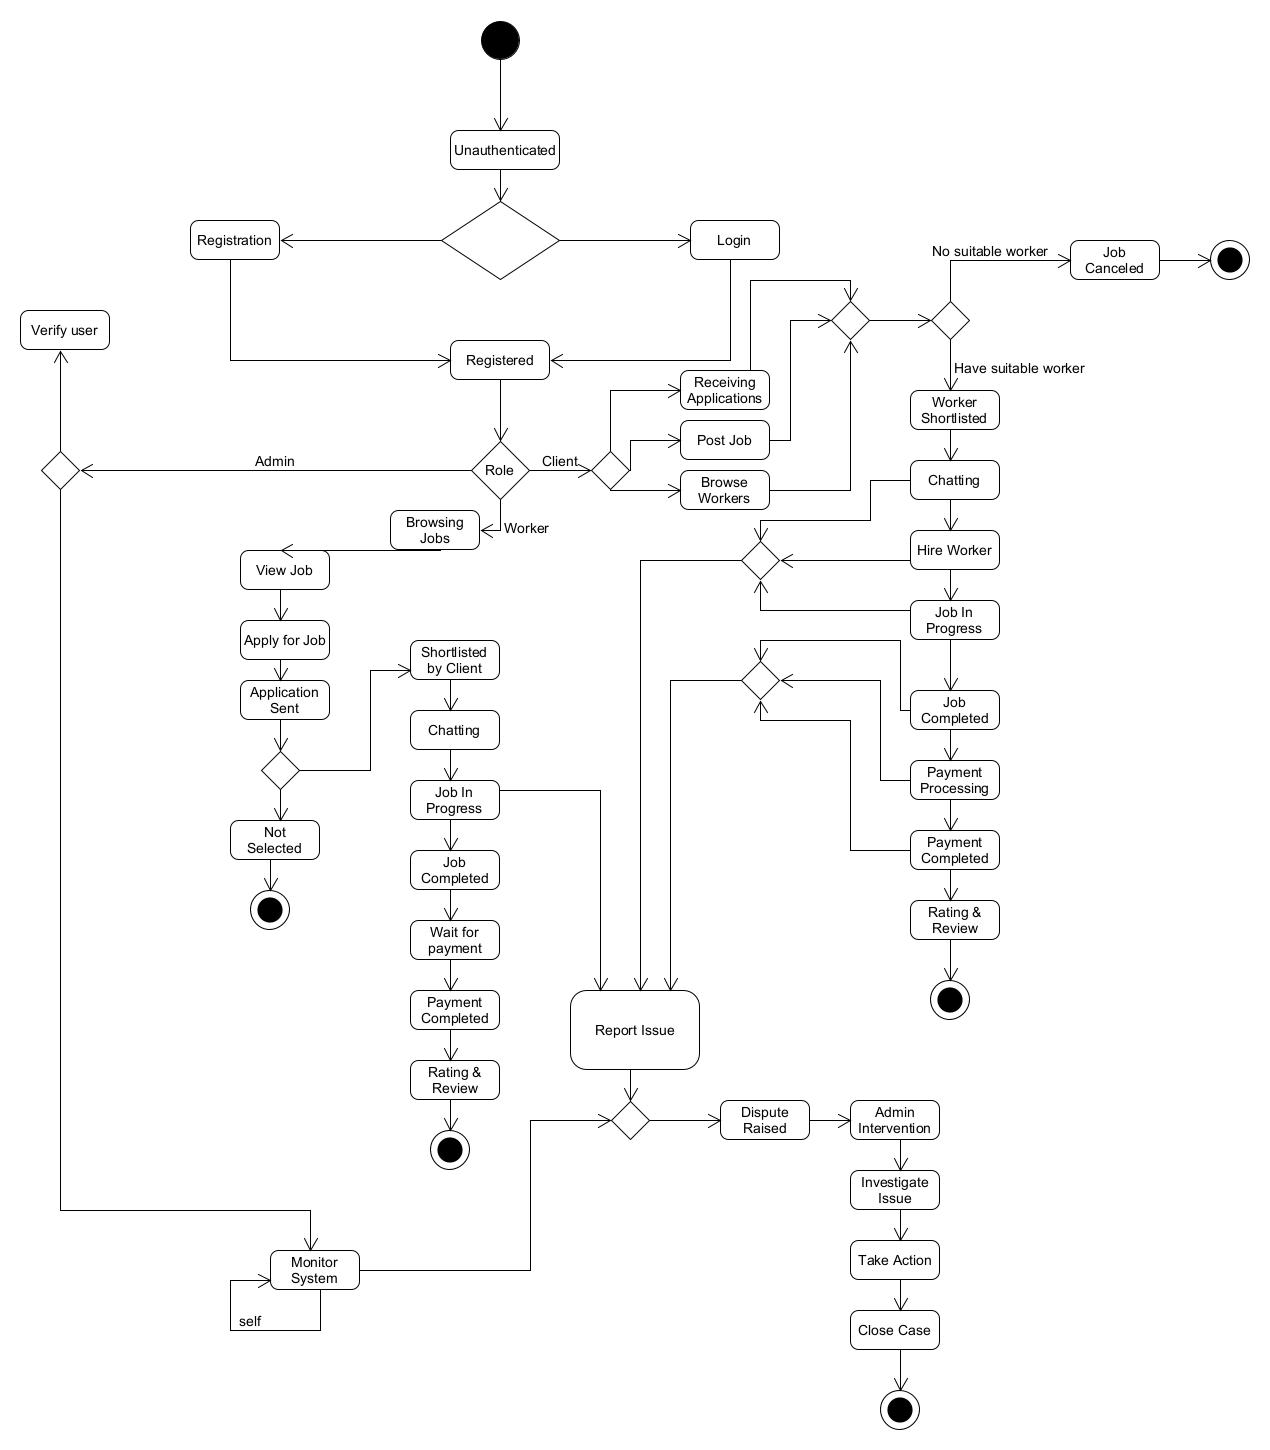 Unauthenticated
Registration
Login
No suitable worker
Job
Canceled
Verify user
Registered
Have suitable worker
Receiving
Applications
Worker
Shortlisted
Post Job
Admin
Role
Client
Browse
Workers
Chatting
Browsing
Jobs
Worker
Hire Worker
View Job
Job In
Progress
Apply for Job
Shortlisted
by Client
Application
Sent
Job
Completed
Chatting
Payment
Processing
Job In
Progress
Not
Selected
Payment
Completed
Job
Completed
Rating &
Review
Wait for
payment
Payment
Completed
Report Issue
Rating &
Review
Dispute
Raised
Admin
Intervention
Investigate
Issue
Monitor
System
Take Action
self
Close Case